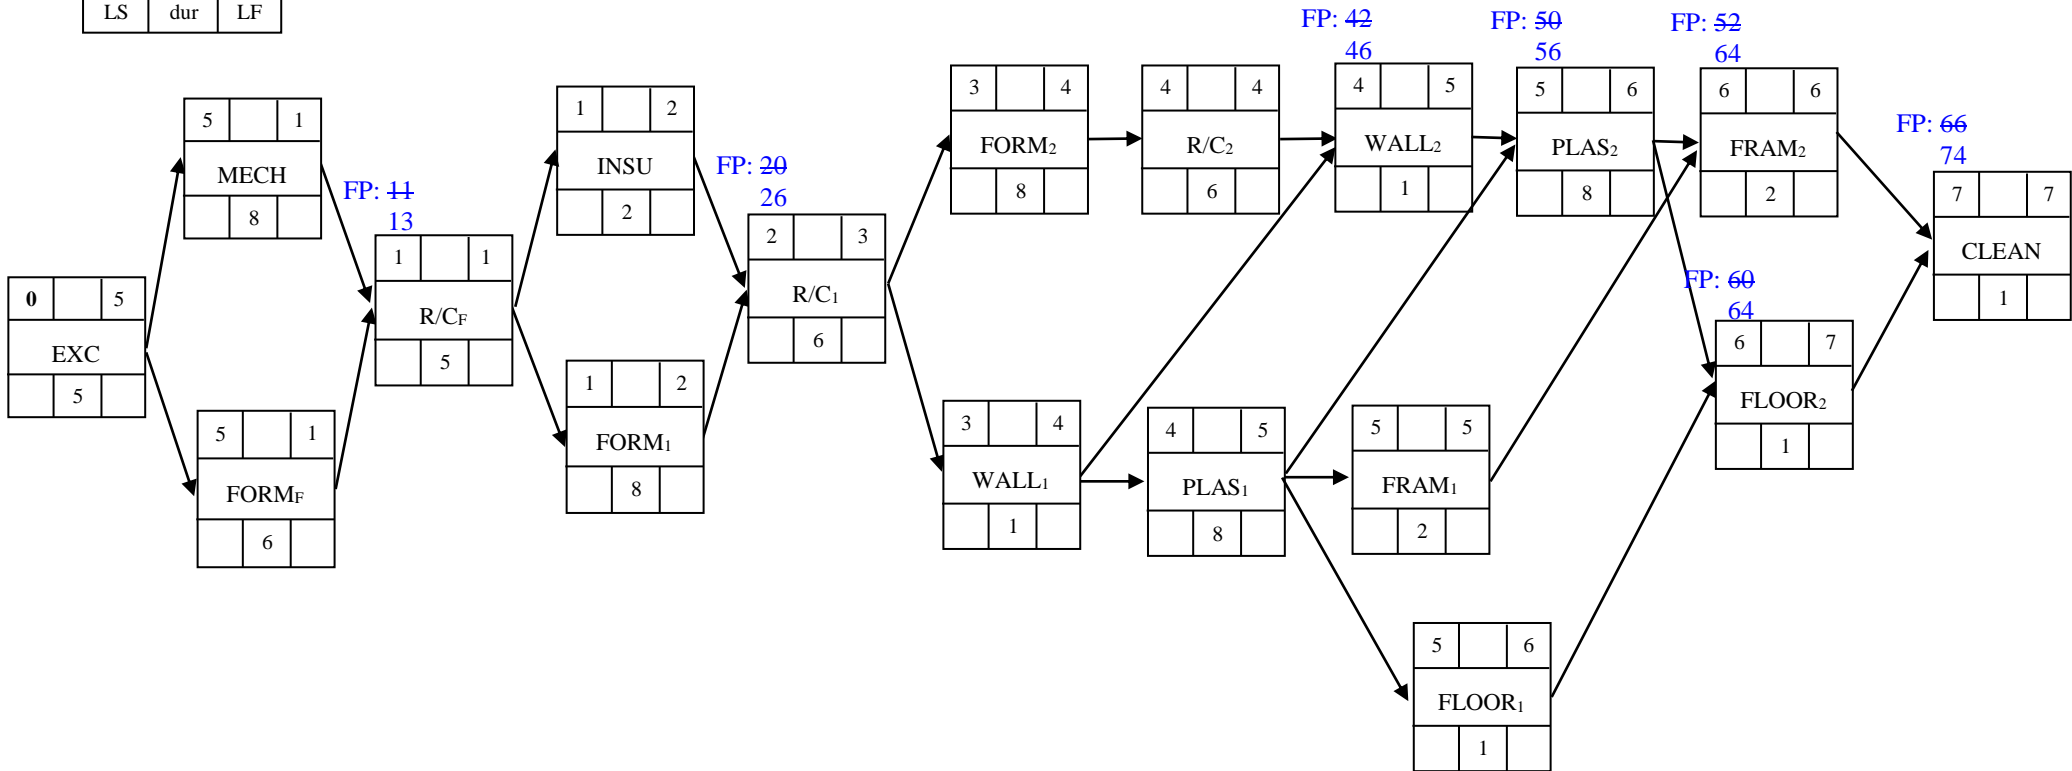 LS dur LF
FP: 42
46
FP: 50
56
FP: 52
64
3 4
FORM2
8
4 4
R/C2
6
4 5
WALL2
1
5 6
PLAS2
8
6 6
FRAM2
2
5 1
MECH
8
1 2
INSU
2
FP: 66
74
7 7
CLEAN
1
FP: 11
13
FP: 20
26
1 1
R/CF
5
2 3
R/C1
6
0 5
EXC
5
FP: 60
64
6 7
FLOOR2
1
5 1
FORMF
6
1 2
FORM1
8
3 4
WALL1
1
4 5
PLAS1
8
5 5
FRAM1
2
5 6
FLOOR1
1